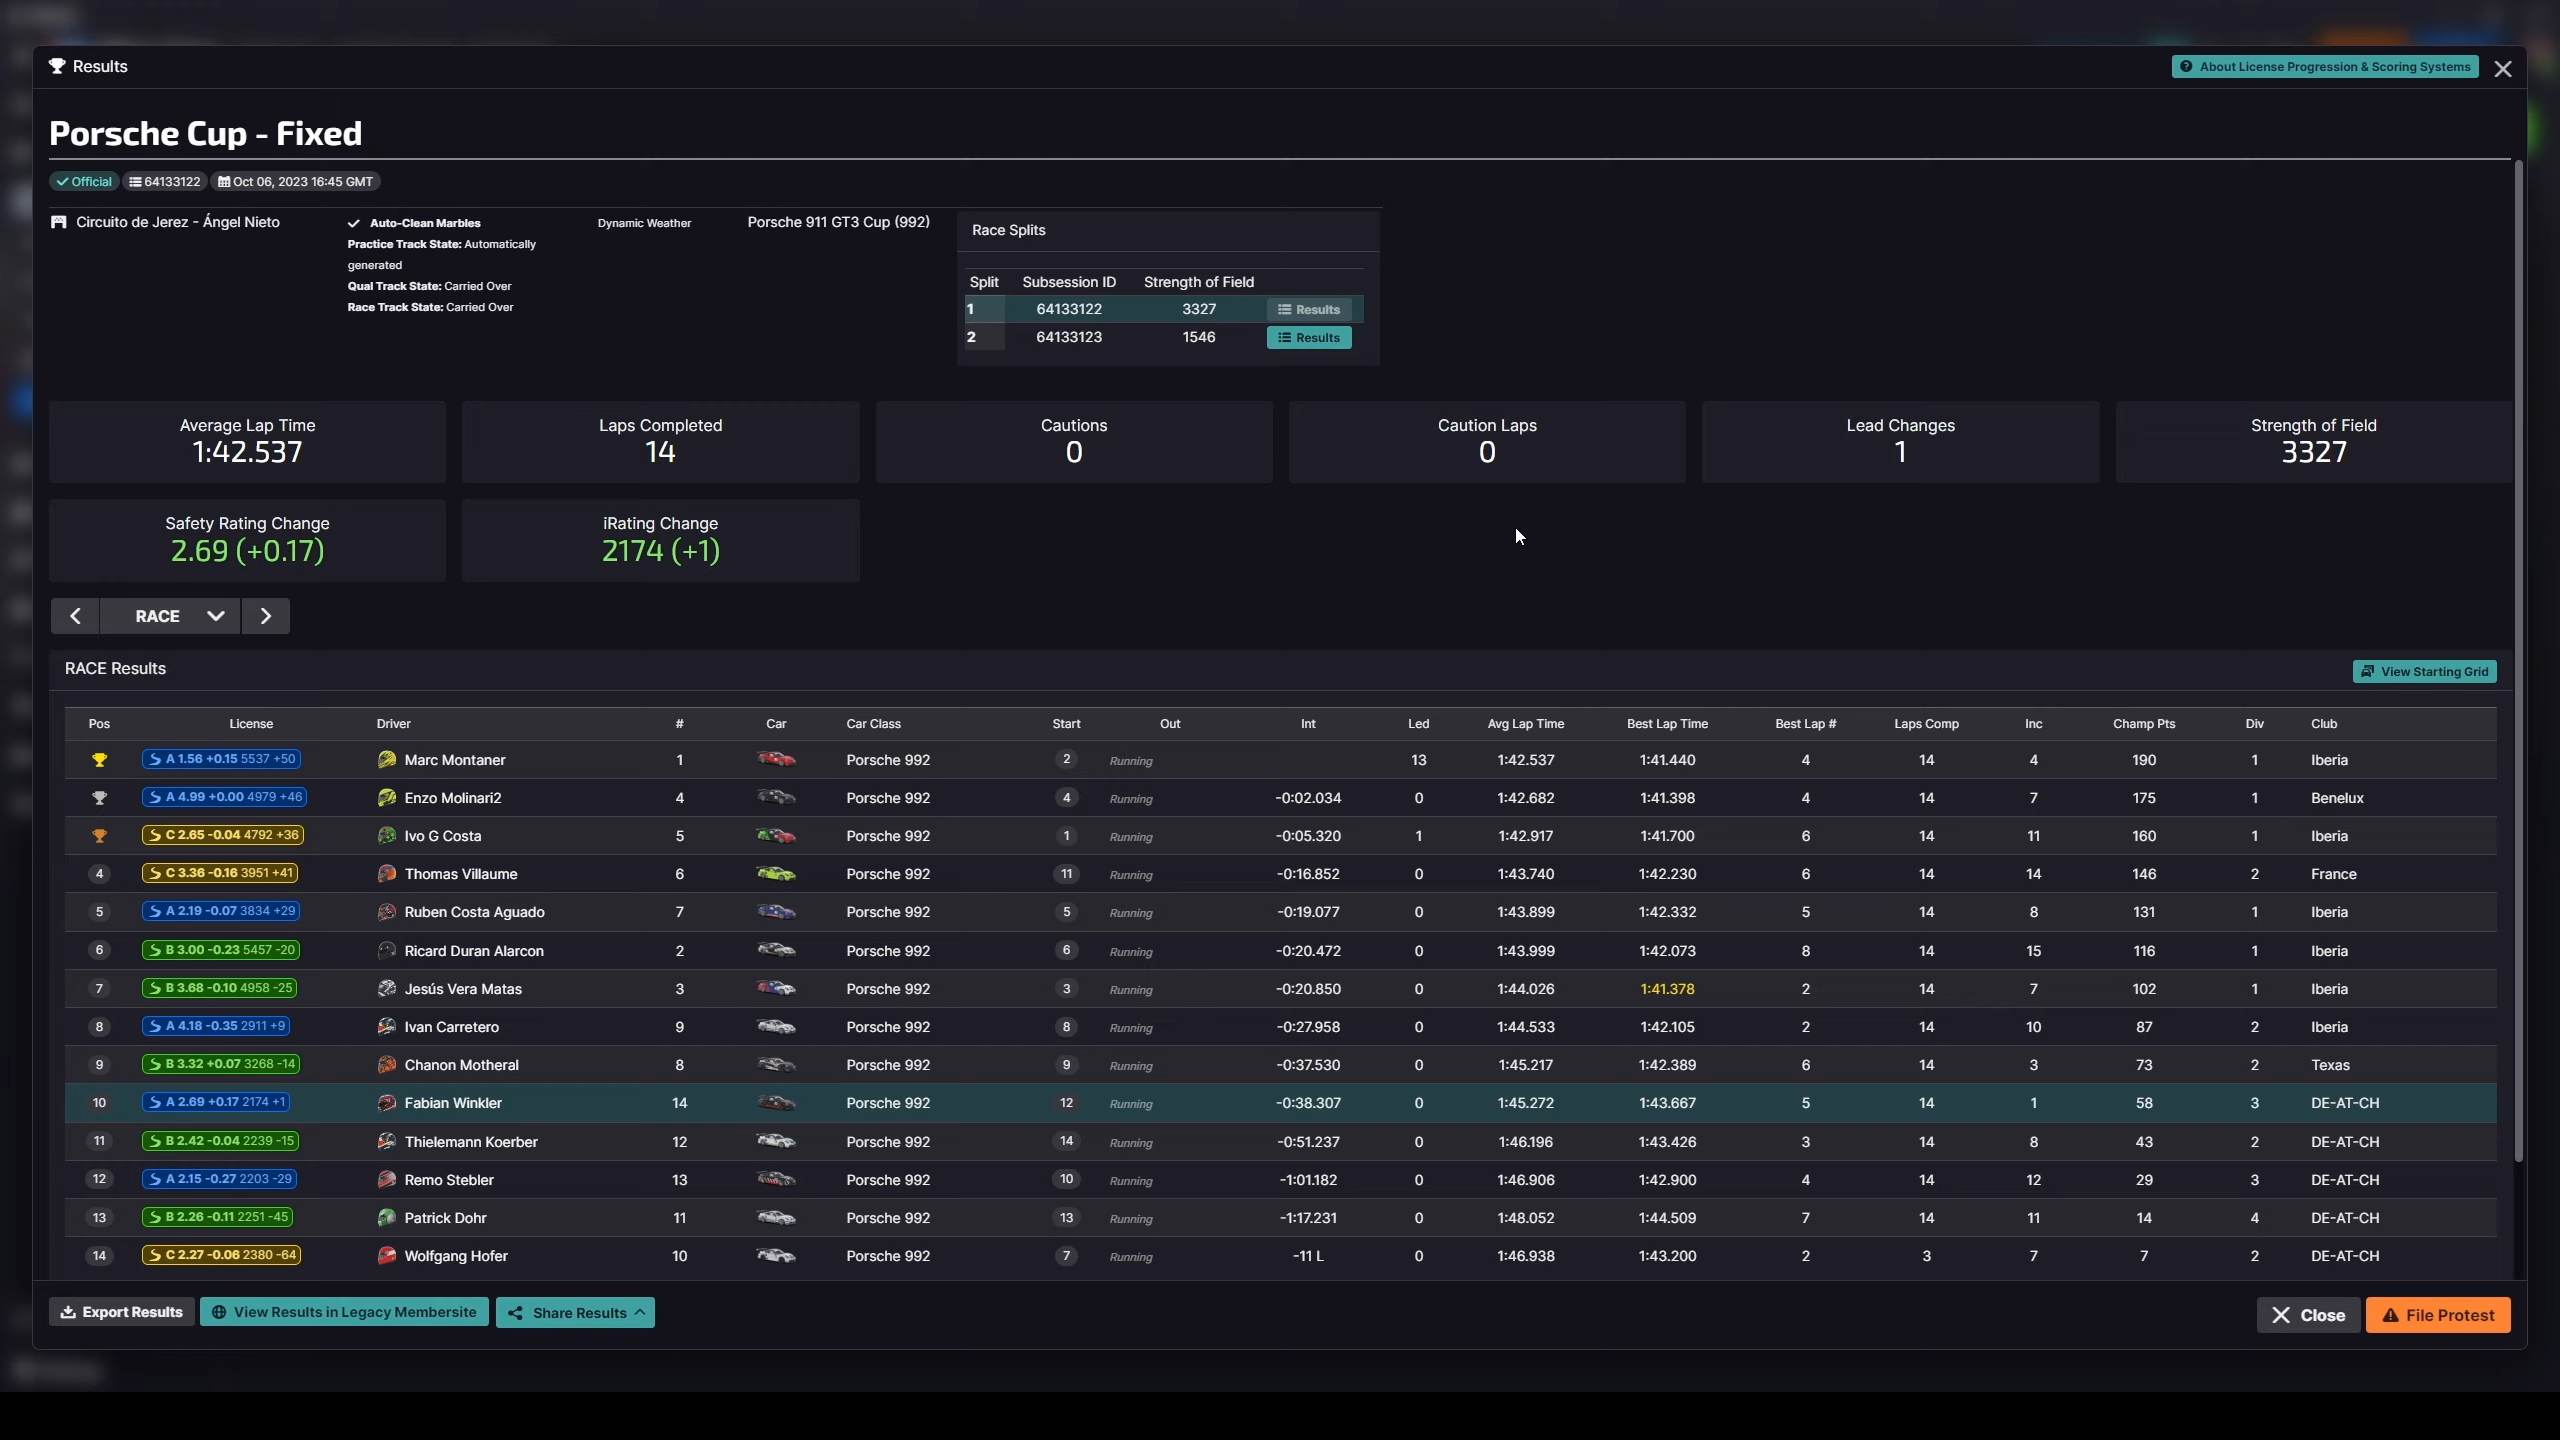 Results
About License Progression & Scoring Systems
Porsche Cup - Fixed
Official 64133122 Oct 06, 2023 16:45 GMT
Circuito de Jerez - Ángel Nieto
Auto-Clean Marbles
Practice Track State: Automatically
generated
Qual Track State: Carried Over
Race Track State: Carried Over
Dynamic Weather
Porsche 911 GT3 Cup (992)
Race Splits
Split Subsession ID Strength of Field
1 64133122 3327 Results
2 64133123 1546 Results
Average Lap Time
1:42.537
Laps Completed
14
Cautions
0
Caution Laps
0
Lead Changes
1
Strength of Field
3327
Safety Rating Change
2.69 (+0.17)
iRating Change
2174 (+1)
RACE
RACE Results
View Starting Grid
Pos License Driver # Car Car Class Start Out Int Led Avg Lap Time Best Lap Time Best Lap # Laps Comp Inc Champ Pts Div Club
A 1.56 +0.15 5537 +50 Marc Montaner 1 Porsche 992 2 Running 13 1:42.537 1:41.440 4 14 4 190 1 Iberia
A 4.99 +0.00 4979 +46 Enzo Molinari2 4 Porsche 992 4 Running -0:02.034 0 1:42.682 1:41.398 4 14 7 175 1 Benelux
C 2.65 -0.04 4792 +36 Ivo G Costa 5 Porsche 992 1 Running -0:05.320 1 1:42.917 1:41.700 6 14 11 160 1 Iberia
4 C 3.36 -0.16 3951 +41 Thomas Villaume 6 Porsche 992 11 Running -0:16.852 0 1:43.740 1:42.230 6 14 14 146 2 France
5 A 2.19 -0.07 3834 +29 Ruben Costa Aguado 7 Porsche 992 5 Running -0:19.077 0 1:43.899 1:42.332 5 14 8 131 1 Iberia
6 B 3.00 -0.23 5457 -20 Ricard Duran Alarcon 2 Porsche 992 6 Running -0:20.472 0 1:43.999 1:42.073 8 14 15 116 1 Iberia
7 B 3.68 -0.10 4958 -25 Jesús Vera Matas 3 Porsche 992 3 Running -0:20.850 0 1:44.026 1:41.378 2 14 7 102 1 Iberia
8 A 4.18 -0.35 2911 +9 Ivan Carretero 9 Porsche 992 8 Running -0:27.958 0 1:44.533 1:42.105 2 14 10 87 2 Iberia
9 B 3.32 +0.07 3268 -14 Chanon Motheral 8 Porsche 992 9 Running -0:37.530 0 1:45.217 1:42.389 6 14 3 73 2 Texas
10 A 2.69 +0.17 2174 +1 Fabian Winkler 14 Porsche 992 12 Running -0:38.307 0 1:45.272 1:43.667 5 14 1 58 3 DE-AT-CH
11 B 2.42 -0.04 2239 -15 Thielemann Koerber 12 Porsche 992 14 Running -0:51.237 0 1:46.196 1:43.426 3 14 8 43 2 DE-AT-CH
12 A 2.15 -0.27 2203 -29 Remo Stebler 13 Porsche 992 10 Running -1:01.182 0 1:46.906 1:42.900 4 14 12 29 3 DE-AT-CH
13 B 2.26 -0.11 2251 -45 Patrick Dohr 11 Porsche 992 13 Running -1:17.231 0 1:48.052 1:44.509 7 14 11 14 4 DE-AT-CH
14 C 2.27 -0.06 2380 -64 Wolfgang Hofer 10 Porsche 992 7 Running -11 L 0 1:46.938 1:43.200 2 3 7 7 2 DE-AT-CH
Export Results View Results in Legacy Membersite Share Results Close File Protest